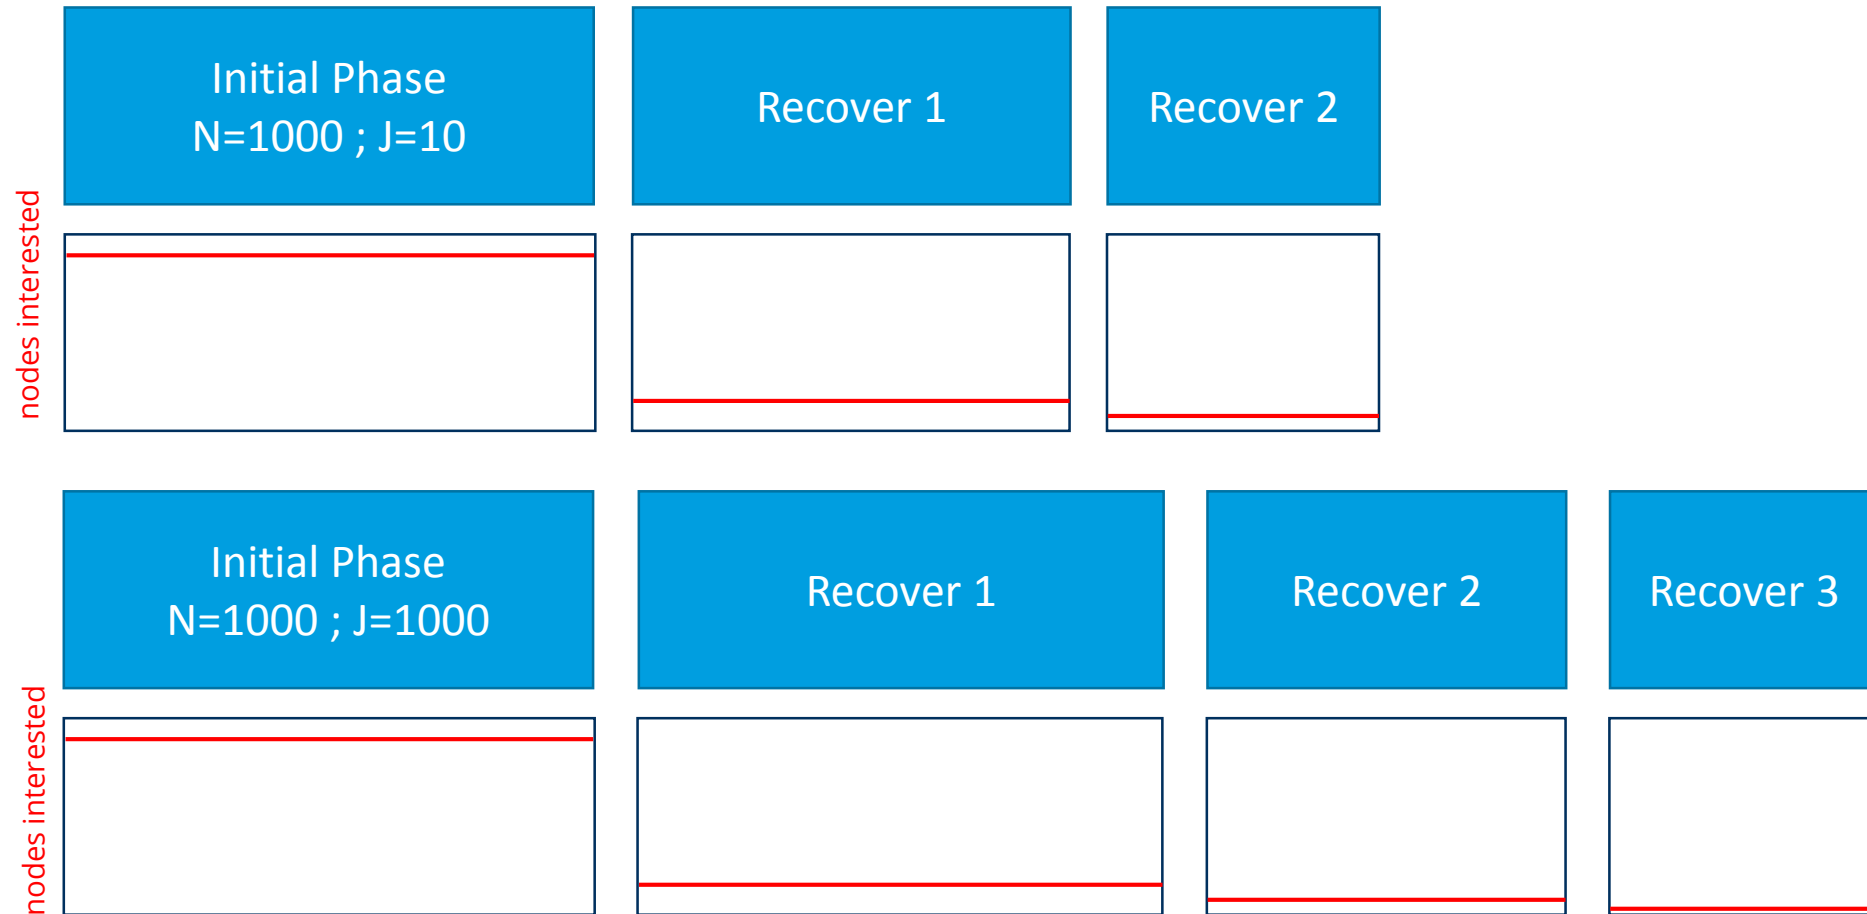 Initial Phase
N=1000 ; J=10
Recover 1
Recover 2
nodes interested
Initial Phase
N=1000 ; J=1000
Recover 1
Recover 2
Recover 3
nodes interested